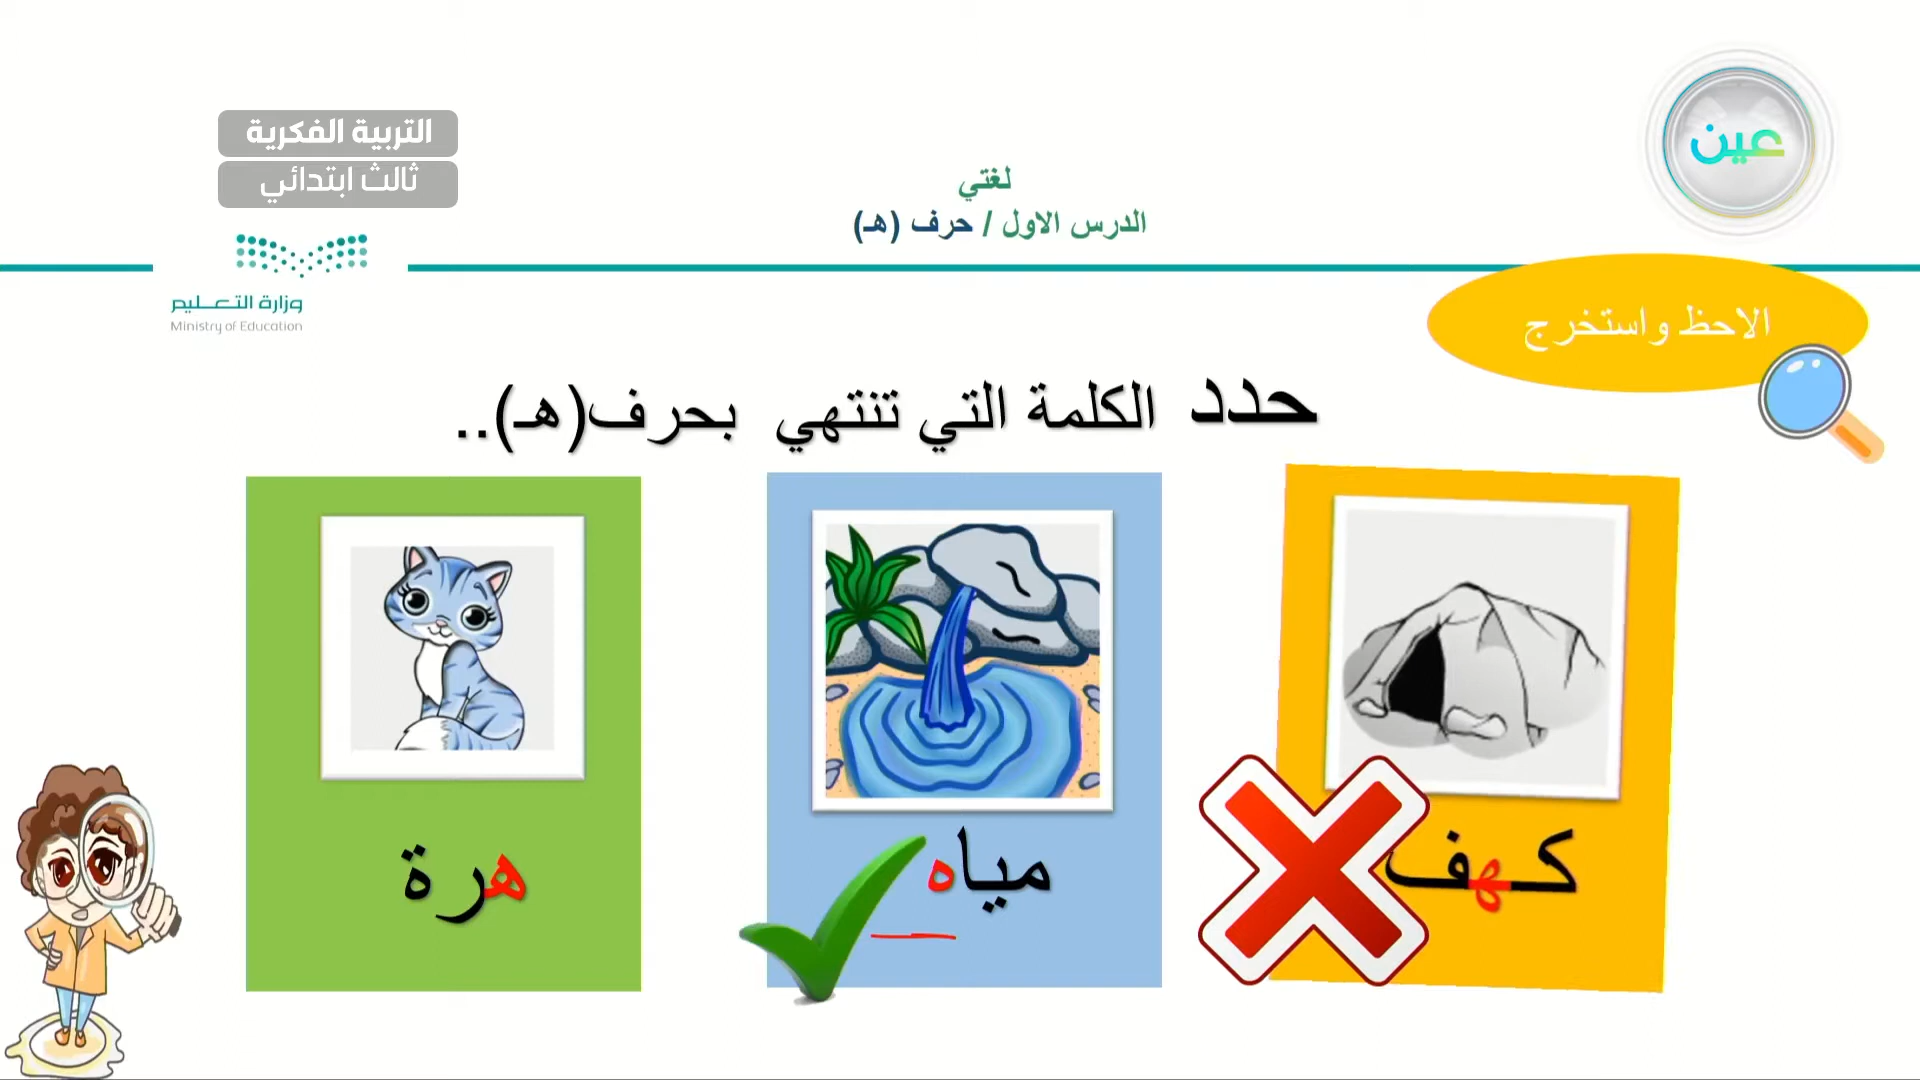 عين
التربية الفكرية
ثالث ابتدائي
لغتي
الدرس الاول / حرف (هـ)
وزارة التعليم
Ministry of Education
الاحظ واستخرج
حدد الكلمة التي تنتهي بحرف(هـ)..
كهف
مياه
هرة